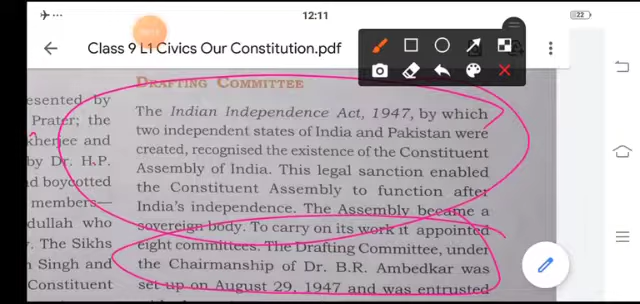 12:11
22
Class 9 L1 Civics Our Constitution.pdf
DRAFTING COMMITTEE
esented by
Prater; the
kherjee and
by Dr. H.P.
d boycotted
members—
dullah who
. The Sikhs
Singh and
Constituent
The Indian Independence Act, 1947, by which
two independent states of India and Pakistan were
created, recognised the existence of the Constituent
Assembly of India. This legal sanction enabled
the Constituent Assembly to function after
India's independence. The Assembly became a
sovereign body. To carry on its work it appointed
eight committees. The Drafting Committee, under
the Chairmanship of Dr. B.R. Ambedkar was
set up on August 29, 1947 and was entrusted